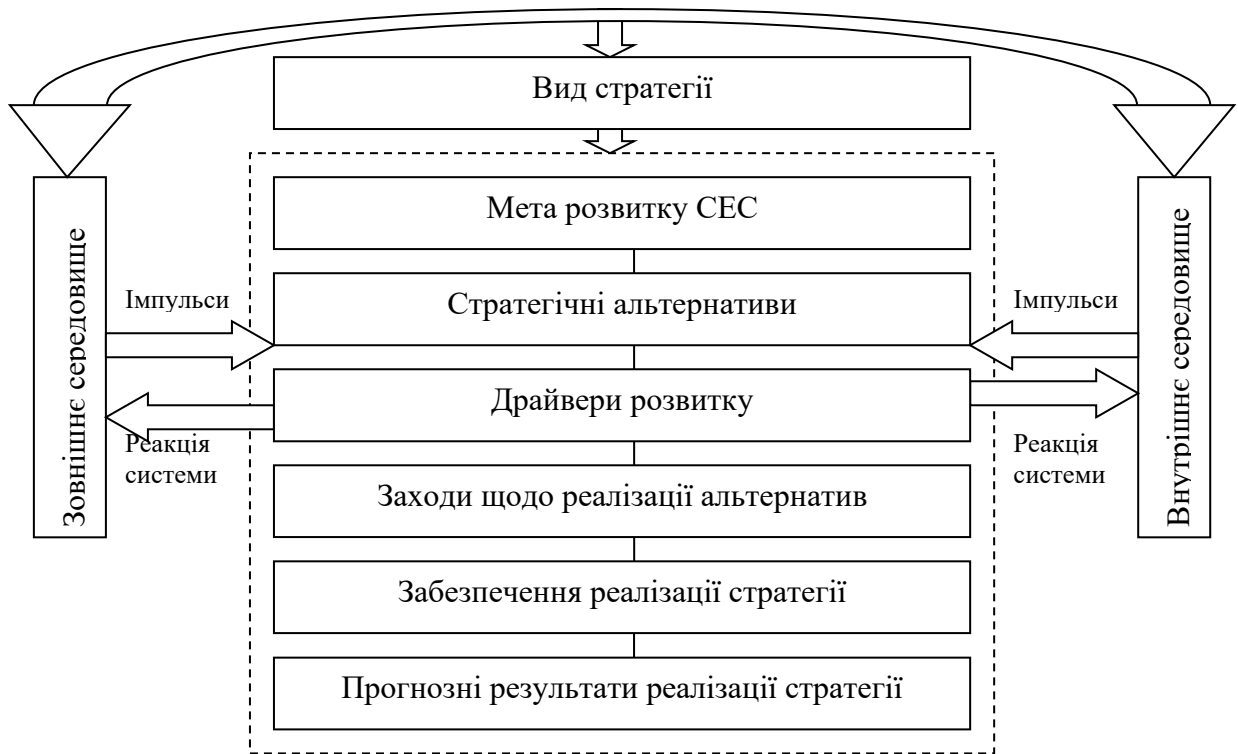 Вид стратегії
Мета розвитку СЕС
Зовнішнє середовище
Імпульси
Стратегічні альтернативи
Імпульси
Внутрішнє середовище
Драйвери розвитку
Реакція
системи
Реакція
системи
Заходи щодо реалізації альтернатив
Забезпечення реалізації стратегії
Прогнозні результати реалізації стратегії